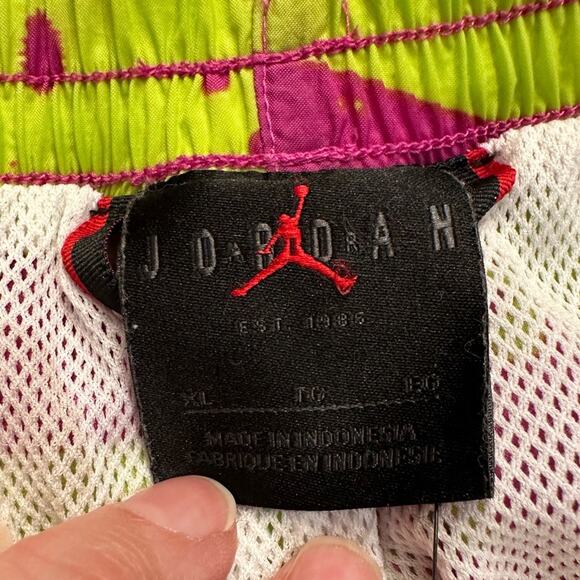 JORDAN
EST. 1985
XL TG EG
MADE IN INDONESIA
FABRIQUE EN INDONESIE